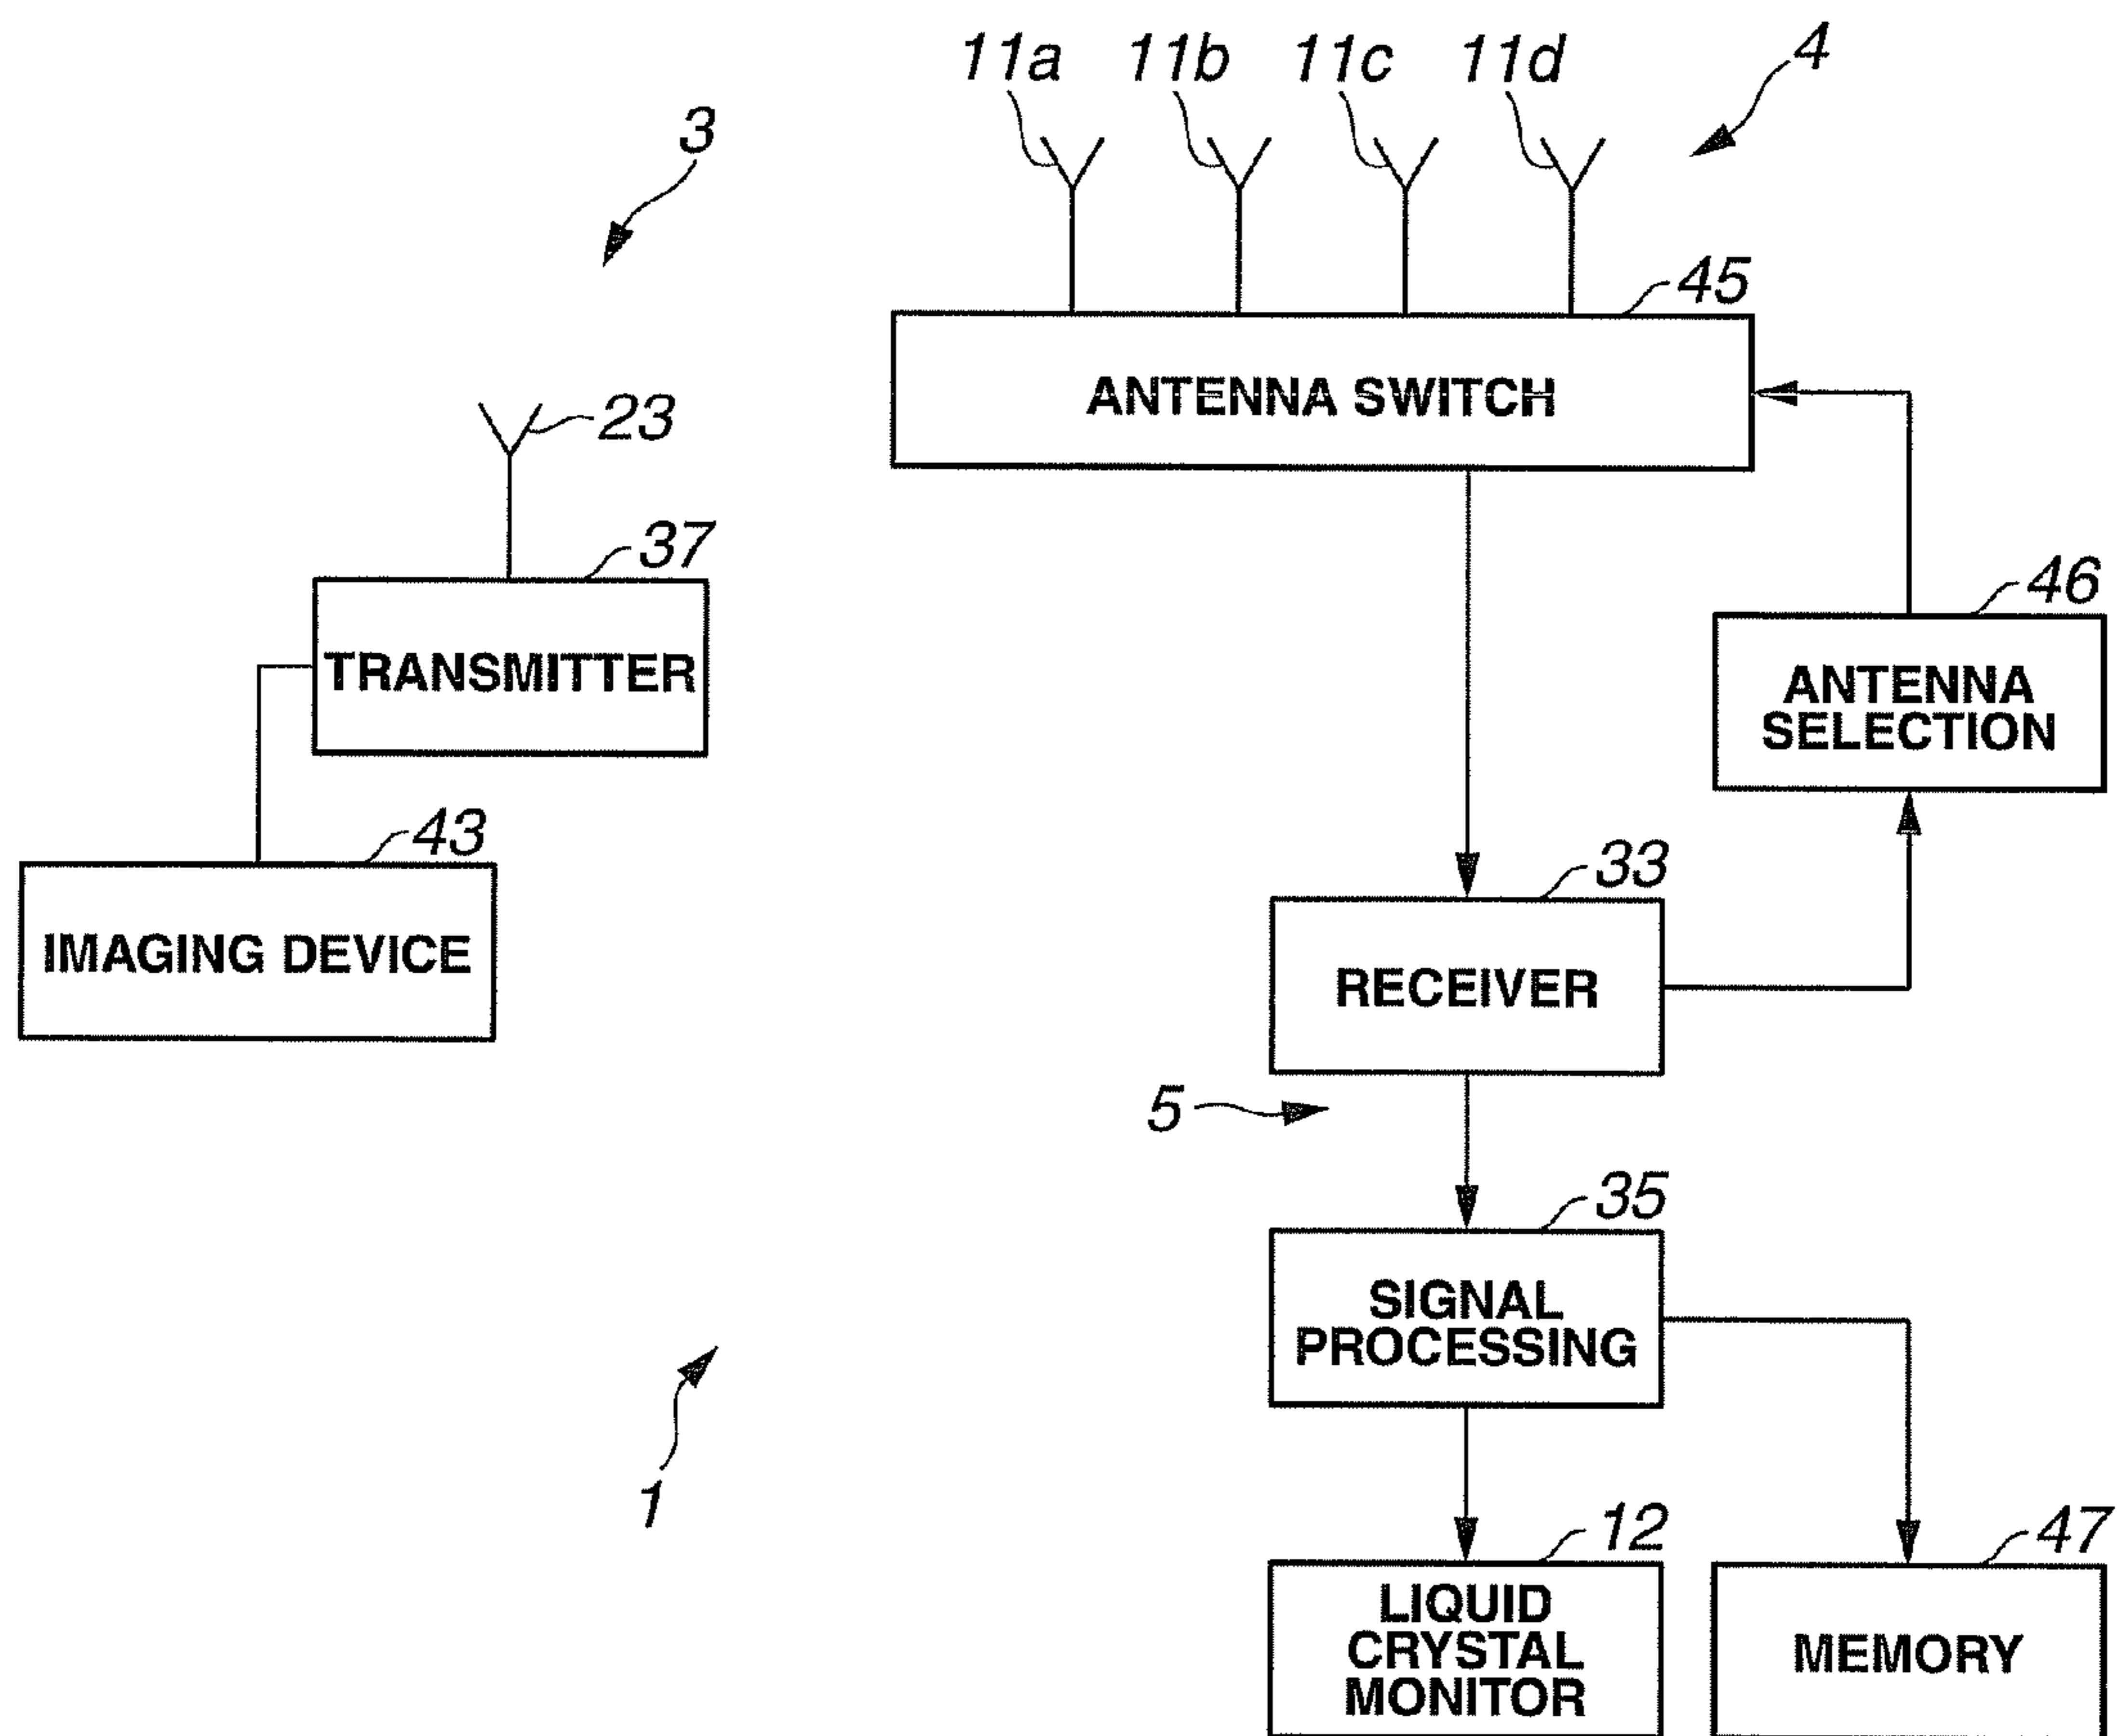 11a 11b 11c 11d 4
3
45
ANTENNA SWITCH
23
37
TRANSMITTER
46
ANTENNA
SELECTION
43
IMAGING DEVICE
33
RECEIVER
5
35
SIGNAL
PROCESSING
1
12
LIQUID
CRYSTAL
MONITOR
47
MEMORY